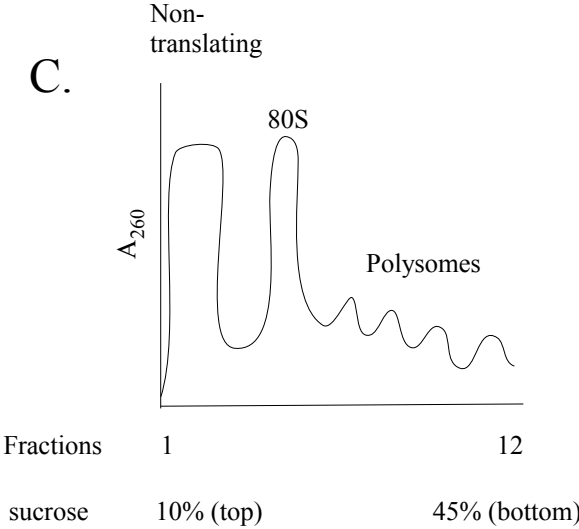 Non-
translating
C.
80S
A260
Polysomes
Fractions 1 12
sucrose 10% (top) 45% (bottom)